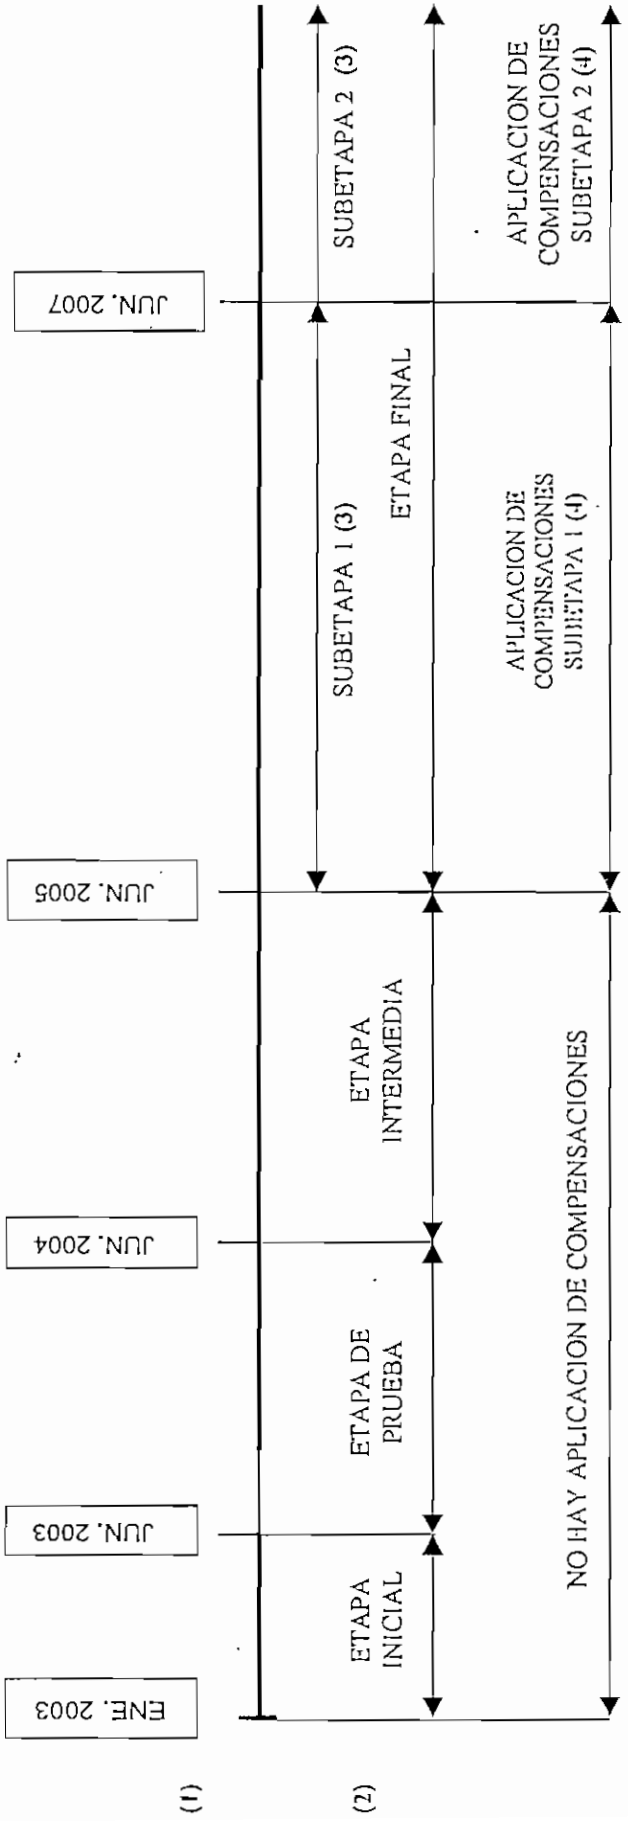 (1)
ENE. 2003
JUN. 2003
JUN. 2004
JUN. 2005
JUN. 2007
(2)
SUBETAPA 1 (3)
SUBETAPA 2 (3)
ETAPA
INICIAL
ETAPA DE
PRUEBA
ETAPA
INTERMEDIA
ETAPA FINAL
NO HAY APLICACION DE COMPENSACIONES
APLICACION DE
COMPENSACIONES
SUBETAPA 1 (4)
APLICACION DE
COMPENSACIONES
SUBETAPA 2 (4)